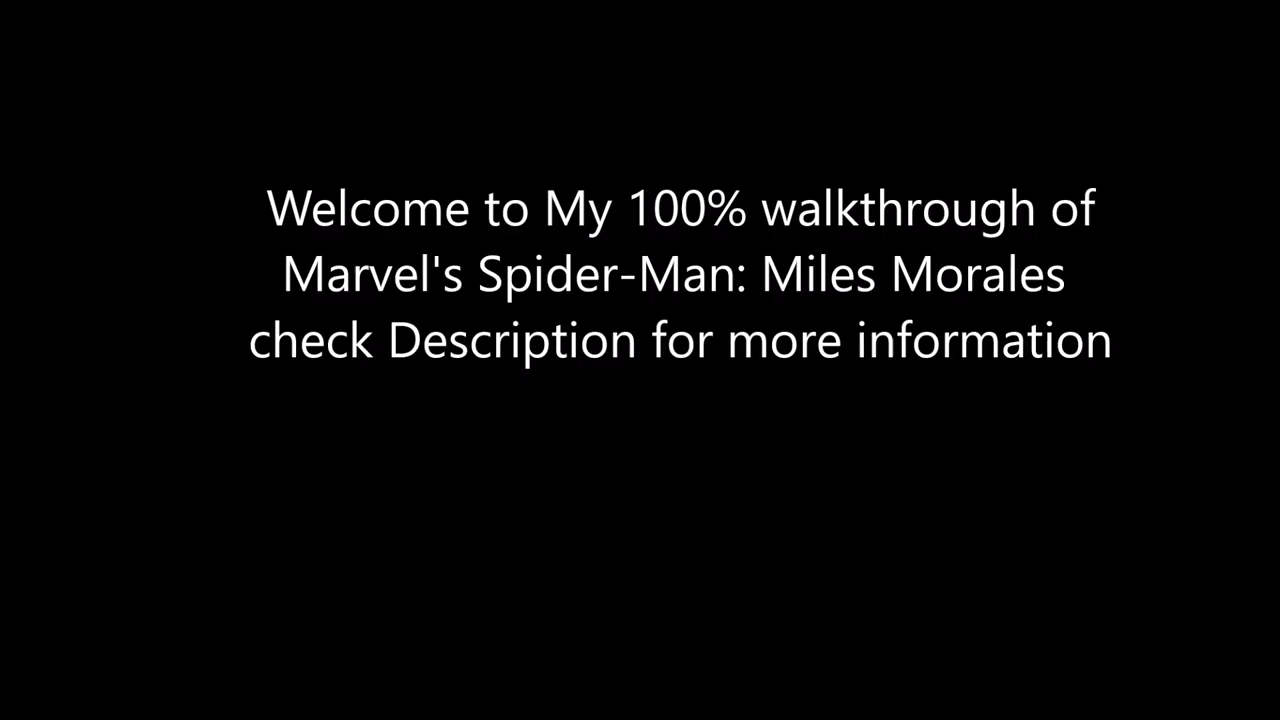 Welcome to My 100% walkthrough of
Marvel's Spider-Man: Miles Morales
check Description for more information